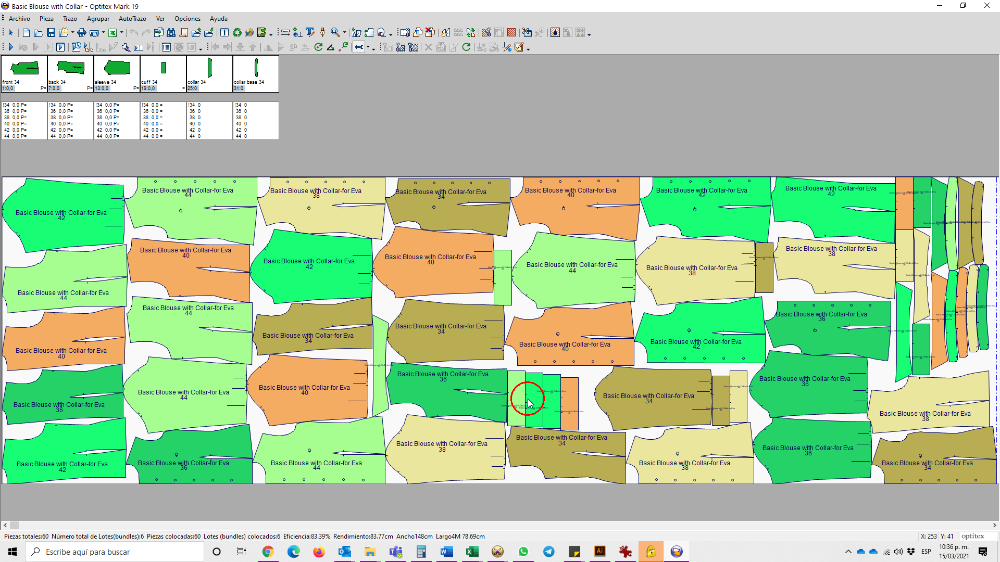 Basic Blouse with Collar - Optitex Mark 19
Archivo Pieza Trazo Agrupar AutoTrazo Ver Opciones Ayuda
front 34 back 34 sleeve 34 cuff 34 collar 34 collar base 34
1:0,0 P= 7:0,0 P= 13:0,0 P= 19:0,0 = 25:0 31:0
!34 0,0 P= !34 0,0 P= !34 0,0 P= !34 0,0 = !34 0 !34 0
36 0,0 P= 36 0,0 P= 36 0,0 P= 36 0,0 = 36 0 36 0
38 0,0 P= 38 0,0 P= 38 0,0 P= 38 0,0 = 38 0 38 0
40 0,0 P= 40 0,0 P= 40 0,0 P= 40 0,0 = 40 0 40 0
42 0,0 P= 42 0,0 P= 42 0,0 P= 42 0,0 = 42 0 42 0
44 0,0 P= 44 0,0 P= 44 0,0 P= 44 0,0 = 44 0 44 0
Basic Blouse with Collar-for Eva
42
Basic Blouse with Collar-for Eva
44
Basic Blouse with Collar-for Eva
38
Basic Blouse with Collar-for Eva
34
Basic Blouse with Collar-for Eva
40
Basic Blouse with Collar-for Eva
42
Basic Blouse with Collar-for Eva
42
Basic Blouse with Collar-for Eva
44
Basic Blouse with Collar-for Eva
40
Basic Blouse with Collar-for Eva
42
Basic Blouse with Collar-for Eva
40
Basic Blouse with Collar-for Eva
44
Basic Blouse with Collar-for Eva
38
Basic Blouse with Collar-for Eva
38
Basic Blouse with Collar-for Eva
40
Basic Blouse with Collar-for Eva
44
Basic Blouse with Collar-for Eva
34
Basic Blouse with Collar-for Eva
34
Basic Blouse with Collar-for Eva
40
Basic Blouse with Collar-for Eva
42
Basic Blouse with Collar-for Eva
36
Basic Blouse with Collar-for Eva
36
Basic Blouse with Collar-for Eva
44
Basic Blouse with Collar-for Eva
40
Basic Blouse with Collar-for Eva
36
Basic Blouse with Collar-for Eva
34
Basic Blouse with Collar-for Eva
36
Basic Blouse with Collar-for Eva
38
Basic Blouse with Collar-for Eva
42
Basic Blouse with Collar-for Eva
36
Basic Blouse with Collar-for Eva
44
Basic Blouse with Collar-for Eva
38
Basic Blouse with Collar-for Eva
34
Basic Blouse with Collar-for Eva
38
Basic Blouse with Collar-for Eva
36
Basic Blouse with Collar-for Eva
34
Piezas totales:60 Número total de Lotes(bundles):6 Piezas colocadas:60 Lotes (bundles) colocados:6 Eficiencia:83.39% Rendimiento:83.77cm Ancho148cm Largo4M 78.69cm X: 253 Y: 41 optitex
Escribe aquí para buscar
Ai
ESP
10:36 p. m.
15/03/2021